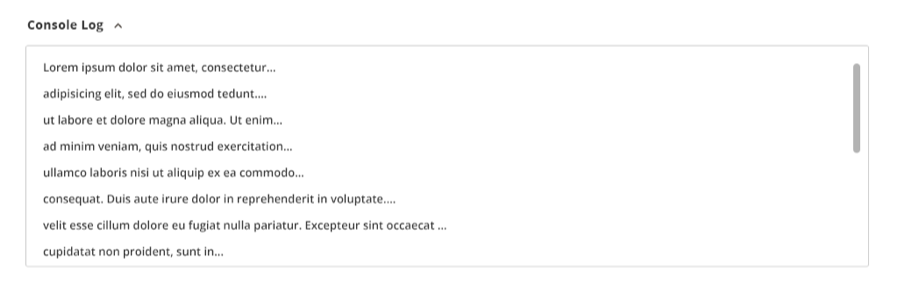 Console Log
Lorem ipsum dolor sit amet, consectetur...
adipisicing elit, sed do eiusmod tedunt....
ut labore et dolore magna aliqua. Ut enim...
ad minim veniam, quis nostrud exercitation...
ullamco laboris nisi ut aliquip ex ea commodo...
consequat. Duis aute irure dolor in reprehenderit in voluptate....
velit esse cillum dolore eu fugiat nulla pariatur. Excepteur sint occaecat ...
cupidatat non proident, sunt in...